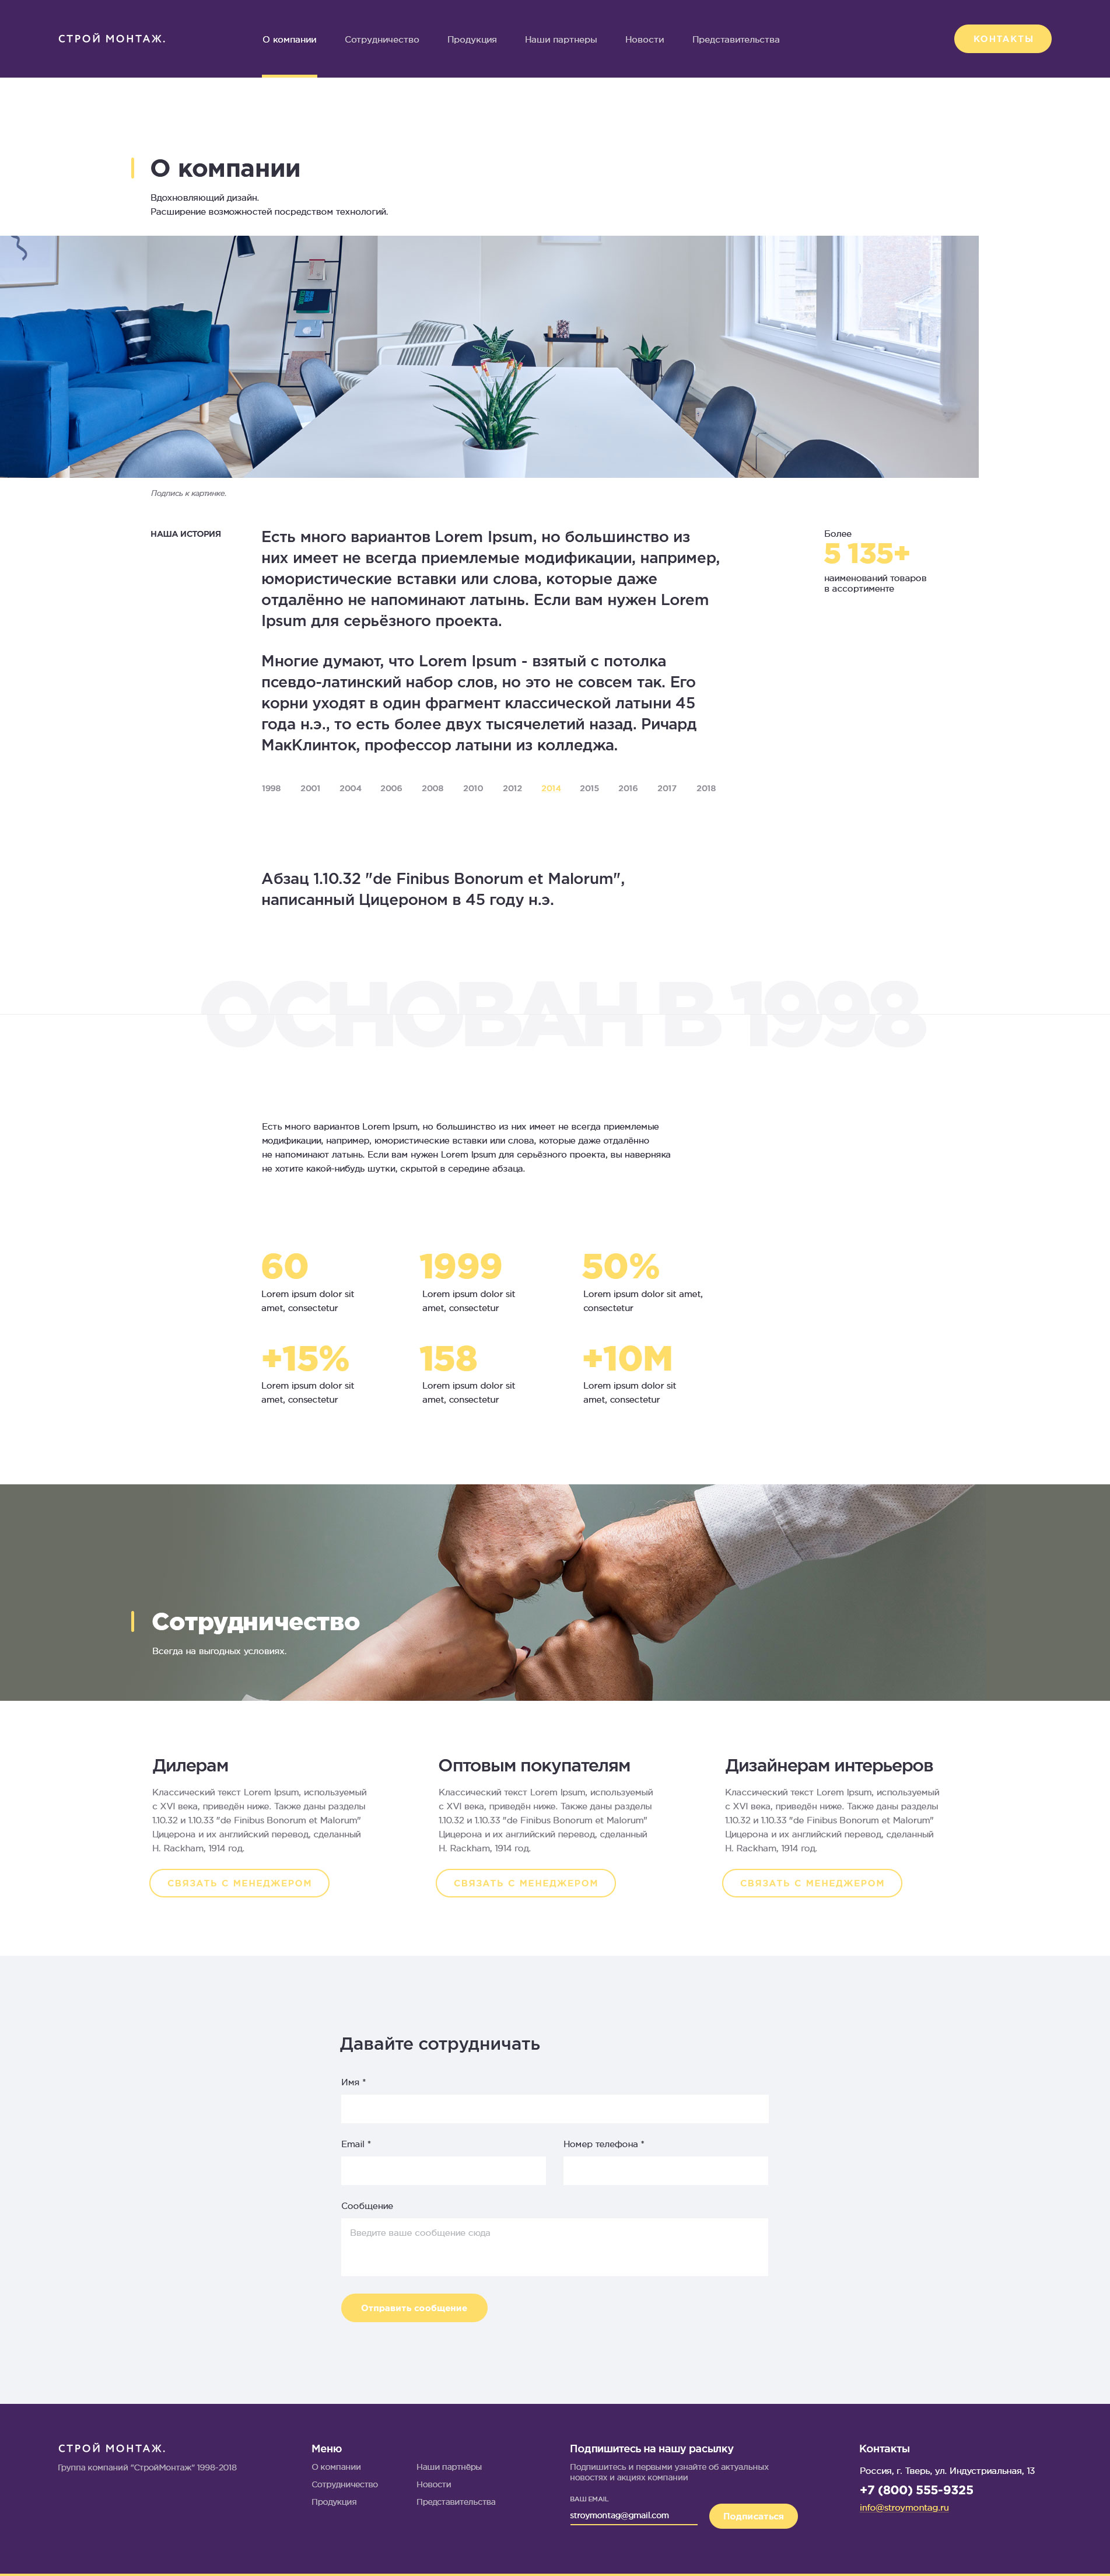 СТРОЙ МОНТАЖ.
О компании
Сотрудничество
Продукция
Наши партнеры
Новости
Представительства
КОНТАКТЫ
О компании
Вдохновляющий дизайн.
Расширение возможностей посредством технологий.
Подпись к картинке.
НАША ИСТОРИЯ
Есть много вариантов Lorem Ipsum, но большинство из
них имеет не всегда приемлемые модификации, например,
юмористические вставки или слова, которые даже
отдалённо не напоминают латынь. Если вам нужен Lorem
Ipsum для серьёзного проекта.
Многие думают, что Lorem Ipsum - взятый с потолка
псевдо-латинский набор слов, но это не совсем так. Его
корни уходят в один фрагмент классической латыни 45
года н.э., то есть более двух тысячелетий назад. Ричард
МакКлинток, профессор латыни из колледжа.
Более
5 135+
наименований товаров
в ассортименте
1998 2001 2004 2006 2008 2010 2012 2014 2015 2016 2017 2018
Абзац 1.10.32 "de Finibus Bonorum et Malorum",
написанный Цицероном в 45 году н.э.
ОСНОВАН В 1998
Есть много вариантов Lorem Ipsum, но большинство из них имеет не всегда приемлемые
модификации, например, юмористические вставки или слова, которые даже отдалённо
не напоминают латынь. Если вам нужен Lorem Ipsum для серьёзного проекта, вы наверняка
не хотите какой-нибудь шутки, скрытой в середине абзаца.
60
Lorem ipsum dolor sit
amet, consectetur
1999
Lorem ipsum dolor sit
amet, consectetur
50%
Lorem ipsum dolor sit amet,
consectetur
+15%
Lorem ipsum dolor sit
amet, consectetur
158
Lorem ipsum dolor sit
amet, consectetur
+10М
Lorem ipsum dolor sit
amet, consectetur
Сотрудничество
Всегда на выгодных условиях.
Дилерам
Классический текст Lorem Ipsum, используемый
с XVI века, приведён ниже. Также даны разделы
1.10.32 и 1.10.33 "de Finibus Bonorum et Malorum"
Цицерона и их английский перевод, сделанный
H. Rackham, 1914 год.
СВЯЗАТЬ С МЕНЕДЖЕРОМ
Оптовым покупателям
Классический текст Lorem Ipsum, используемый
с XVI века, приведён ниже. Также даны разделы
1.10.32 и 1.10.33 "de Finibus Bonorum et Malorum"
Цицерона и их английский перевод, сделанный
H. Rackham, 1914 год.
СВЯЗАТЬ С МЕНЕДЖЕРОМ
Дизайнерам интерьеров
Классический текст Lorem Ipsum, используемый
с XVI века, приведён ниже. Также даны разделы
1.10.32 и 1.10.33 "de Finibus Bonorum et Malorum"
Цицерона и их английский перевод, сделанный
H. Rackham, 1914 год.
СВЯЗАТЬ С МЕНЕДЖЕРОМ
Давайте сотрудничать
Имя *
Email *
Номер телефона *
Сообщение
Введите ваше сообщение сюда
Отправить сообщение
СТРОЙ МОНТАЖ.
Группа компаний "СтройМонтаж" 1998-2018
Меню
О компании
Сотрудничество
Продукция
Наши партнёры
Новости
Представительства
Подпишитесь на нашу расылку
Подпишитесь и первыми узнайте об актуальных
новостях и акциях компании
ВАШ EMAIL
stroymontag@gmail.com
Подписаться
Контакты
Россия, г. Тверь, ул. Индустриальная, 13
+7 (800) 555-9325
info@stroymontag.ru